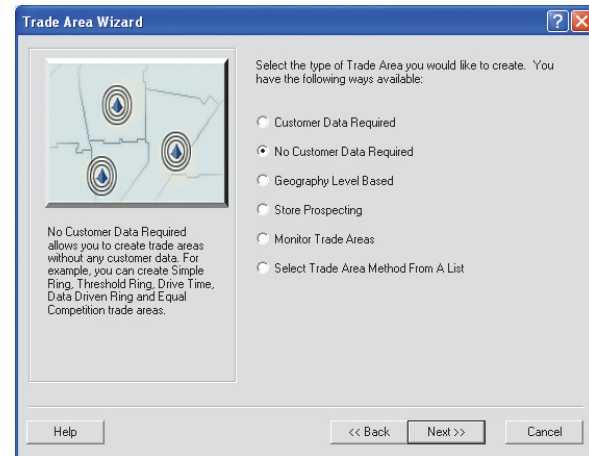 Trade Area Wizard
Select the type of Trade Area you would like to create. You
have the following ways available:
Customer Data Required
No Customer Data Required
Geography Level Based
Store Prospecting
Monitor Trade Areas
Select Trade Area Method From A List
No Customer Data Required
allows you to create trade areas
without any customer data. For
example, you can create Simple
Ring, Threshold Ring, Drive Time,
Data Driven Ring and Equal
Competition trade areas.
Help
<< Back
Next >>
Cancel